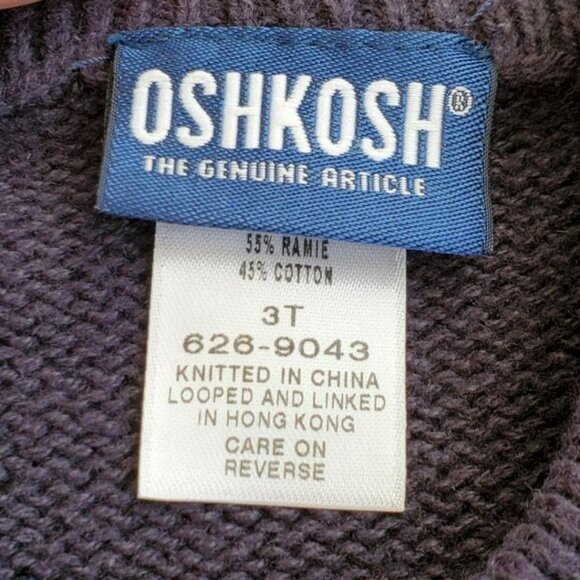 OSHKOSH®
THE GENUINE ARTICLE
55% RAMIE
45% COTTON
3T
626-9043
KNITTED IN CHINA
LOOPED AND LINKED
IN HONG KONG
CARE ON
REVERSE